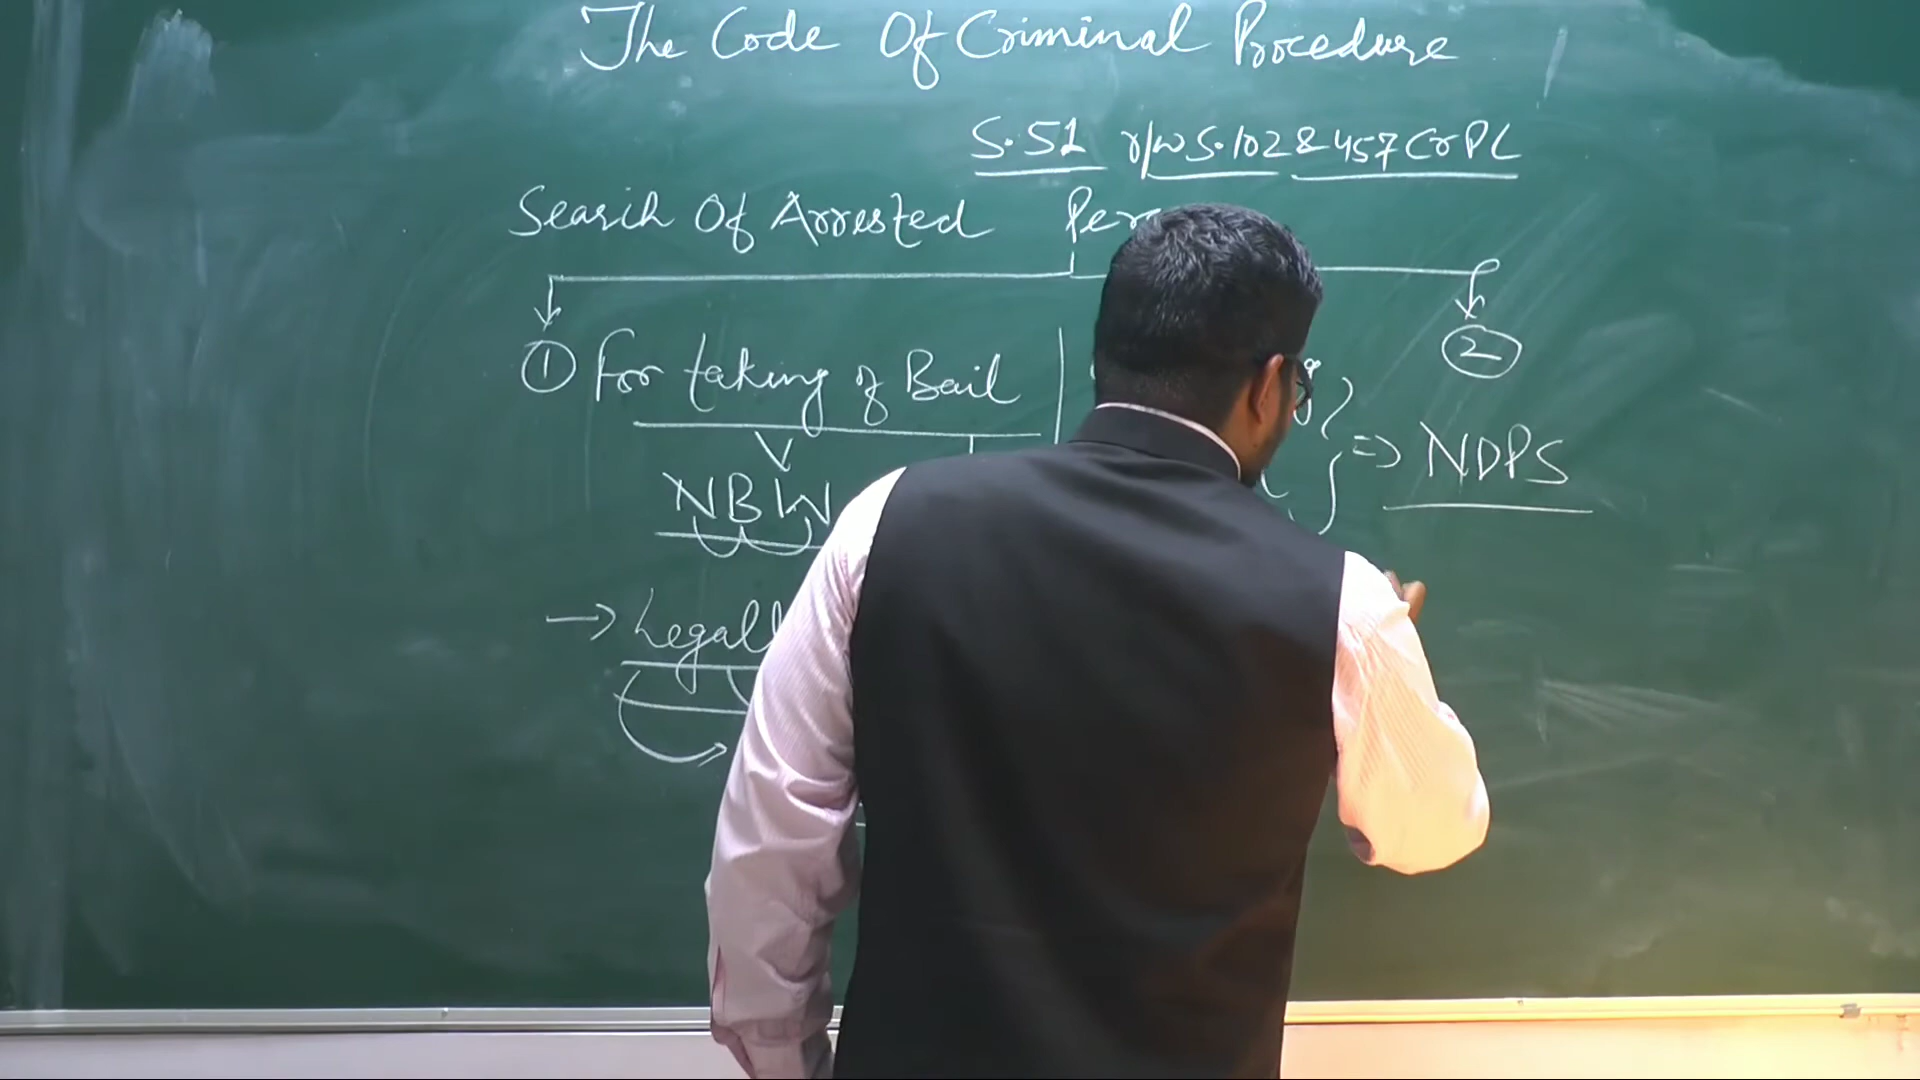 The Code Of Criminal Procedure
S.51 r/w S.102 & 457 CrPC
Search Of Arrested
① For taking of Bail
②
=> NDPS
NBW
→